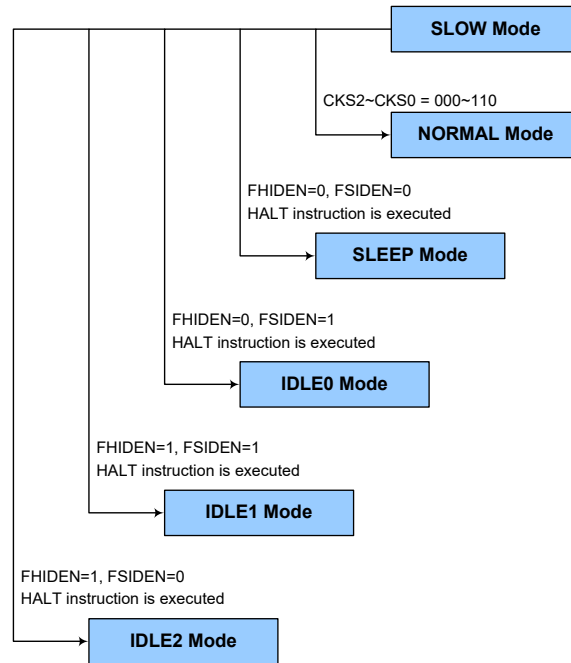 SLOW Mode
CKS2~CKS0 = 000~110
NORMAL Mode
FHIDEN=0, FSIDEN=0
HALT instruction is executed
SLEEP Mode
FHIDEN=0, FSIDEN=1
HALT instruction is executed
IDLE0 Mode
FHIDEN=1, FSIDEN=1
HALT instruction is executed
IDLE1 Mode
FHIDEN=1, FSIDEN=0
HALT instruction is executed
IDLE2 Mode